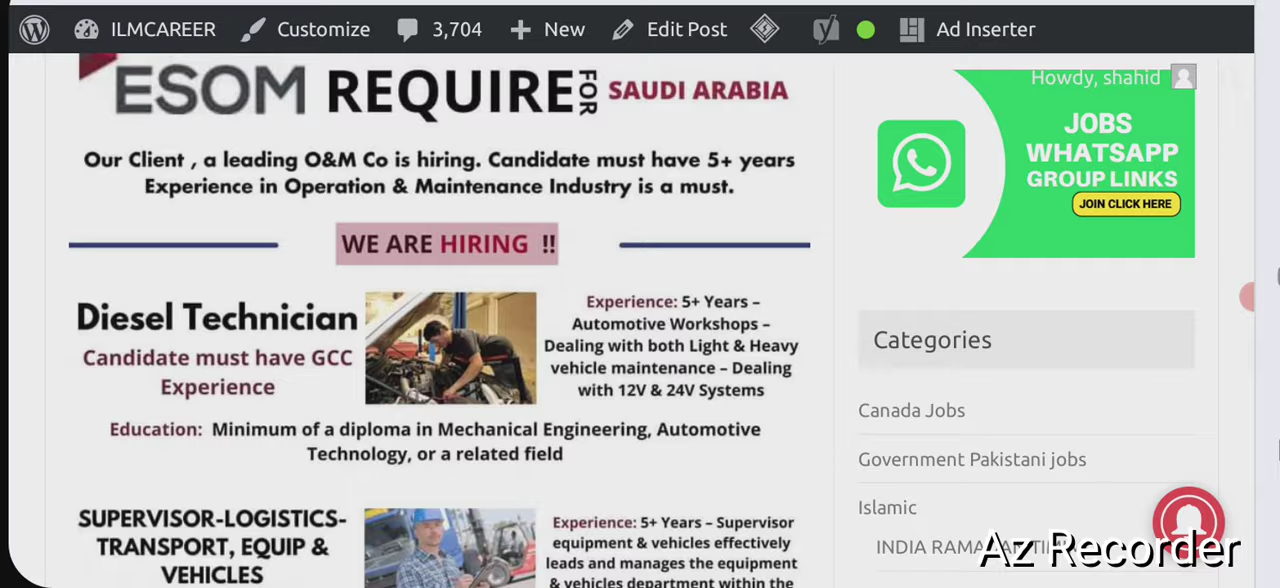 ILMCAREER Customize 3,704 New Edit Post Ad Inserter
Howdy, shahid
ESOM REQUIRE FOR SAUDI ARABIA
Our Client , a leading O&M Co is hiring. Candidate must have 5+ years
Experience in Operation & Maintenance Industry is a must.
WE ARE HIRING !!
Diesel Technician
Candidate must have GCC
Experience
Experience: 5+ Years –
Automotive Workshops –
Dealing with both Light & Heavy
vehicle maintenance – Dealing
with 12V & 24V Systems
Education: Minimum of a diploma in Mechanical Engineering, Automotive
Technology, or a related field
SUPERVISOR-LOGISTICS-
TRANSPORT, EQUIP &
VEHICLES
Experience: 5+ Years – Supervisor
equipment & vehicles effectively
leads and manages the equipment
& vehicles department within the
JOBS
WHATSAPP
GROUP LINKS
JOIN CLICK HERE
Categories
Canada Jobs
Government Pakistani jobs
Islamic
INDIA
Az Recorder